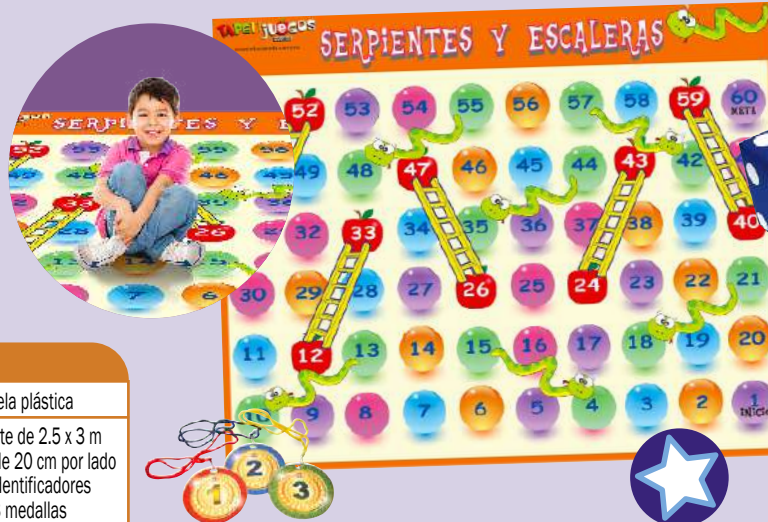 SERPIENTES Y ESCALERAS
52 53 54 55 56 57 58 59 60
META
49 48 47 46 45 44 43 42
32 33 34 35 36 37 38 39 40
30 29 28 27 26 25 24 23 22 21
11 12 13 14 15 16 17 18 19 20
9 8 7 6 5 4 3 2 1
INICIO
ela plástica
te de 2.5 x 3 m
de 20 cm por lado
dentificadores
medallas
1 2 3